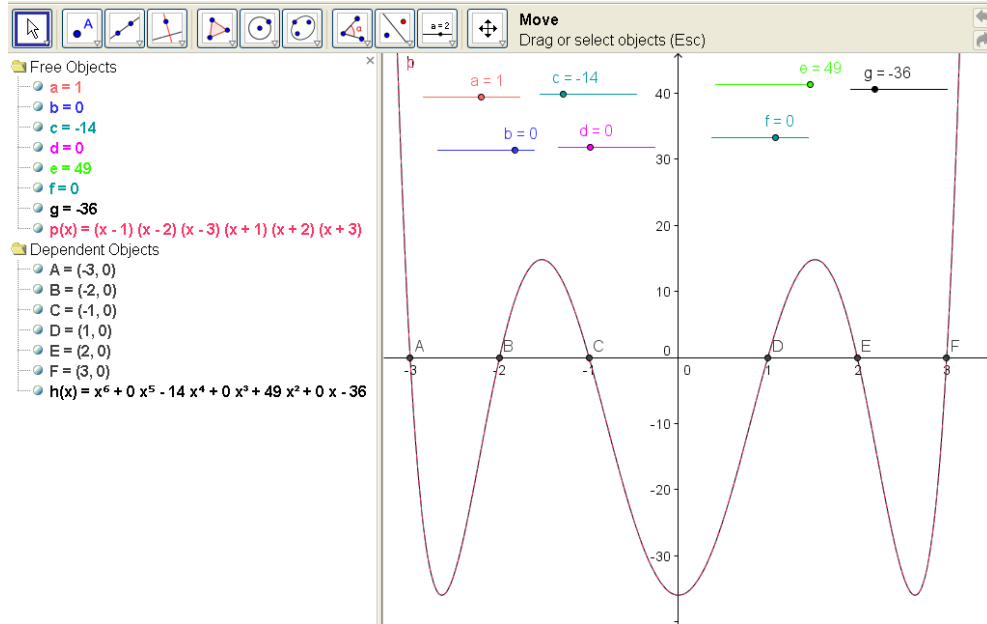 Move
Drag or select objects (Esc)
Free Objects
a = 1
b = 0
c = -14
d = 0
e = 49
f = 0
g = -36
p(x) = (x - 1) (x - 2) (x - 3) (x + 1) (x + 2) (x + 3)
Dependent Objects
A = (-3, 0)
B = (-2, 0)
C = (-1, 0)
D = (1, 0)
E = (2, 0)
F = (3, 0)
h(x) = x⁶ + 0 x⁵ - 14 x⁴ + 0 x³ + 49 x² + 0 x - 36
A
α
a=2
p
a = 1
c = -14
e = 49
g = -36
b = 0
d = 0
f = 0
40
30
20
10
0
-10
-20
-30
A
B
C
D
E
F
-3
-2
-1
0
1
2
3